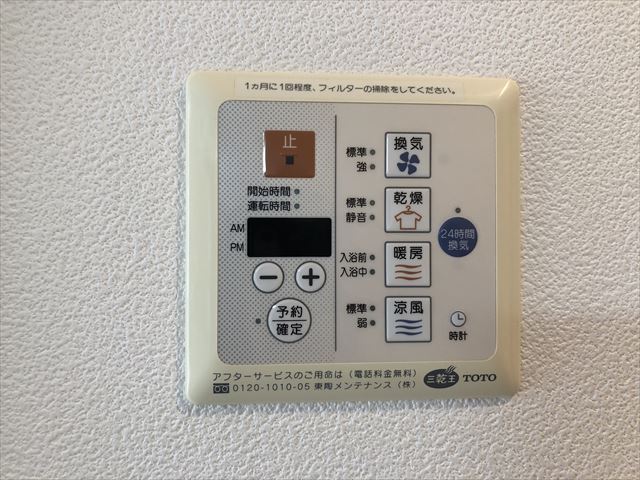 1ヵ月に1回程度、フィルターの掃除をしてください。
止
開始時間
運転時間
AM
PM
予約
確定
標準
強
換気
標準
静音
乾燥
入浴前
入浴中
暖房
標準
弱
涼風
24時間
換気
時計
アフターサービスのご用命は（電話料金無料）
0120-1010-05 東陶メンテナンス（株）
三乾王 TOTO